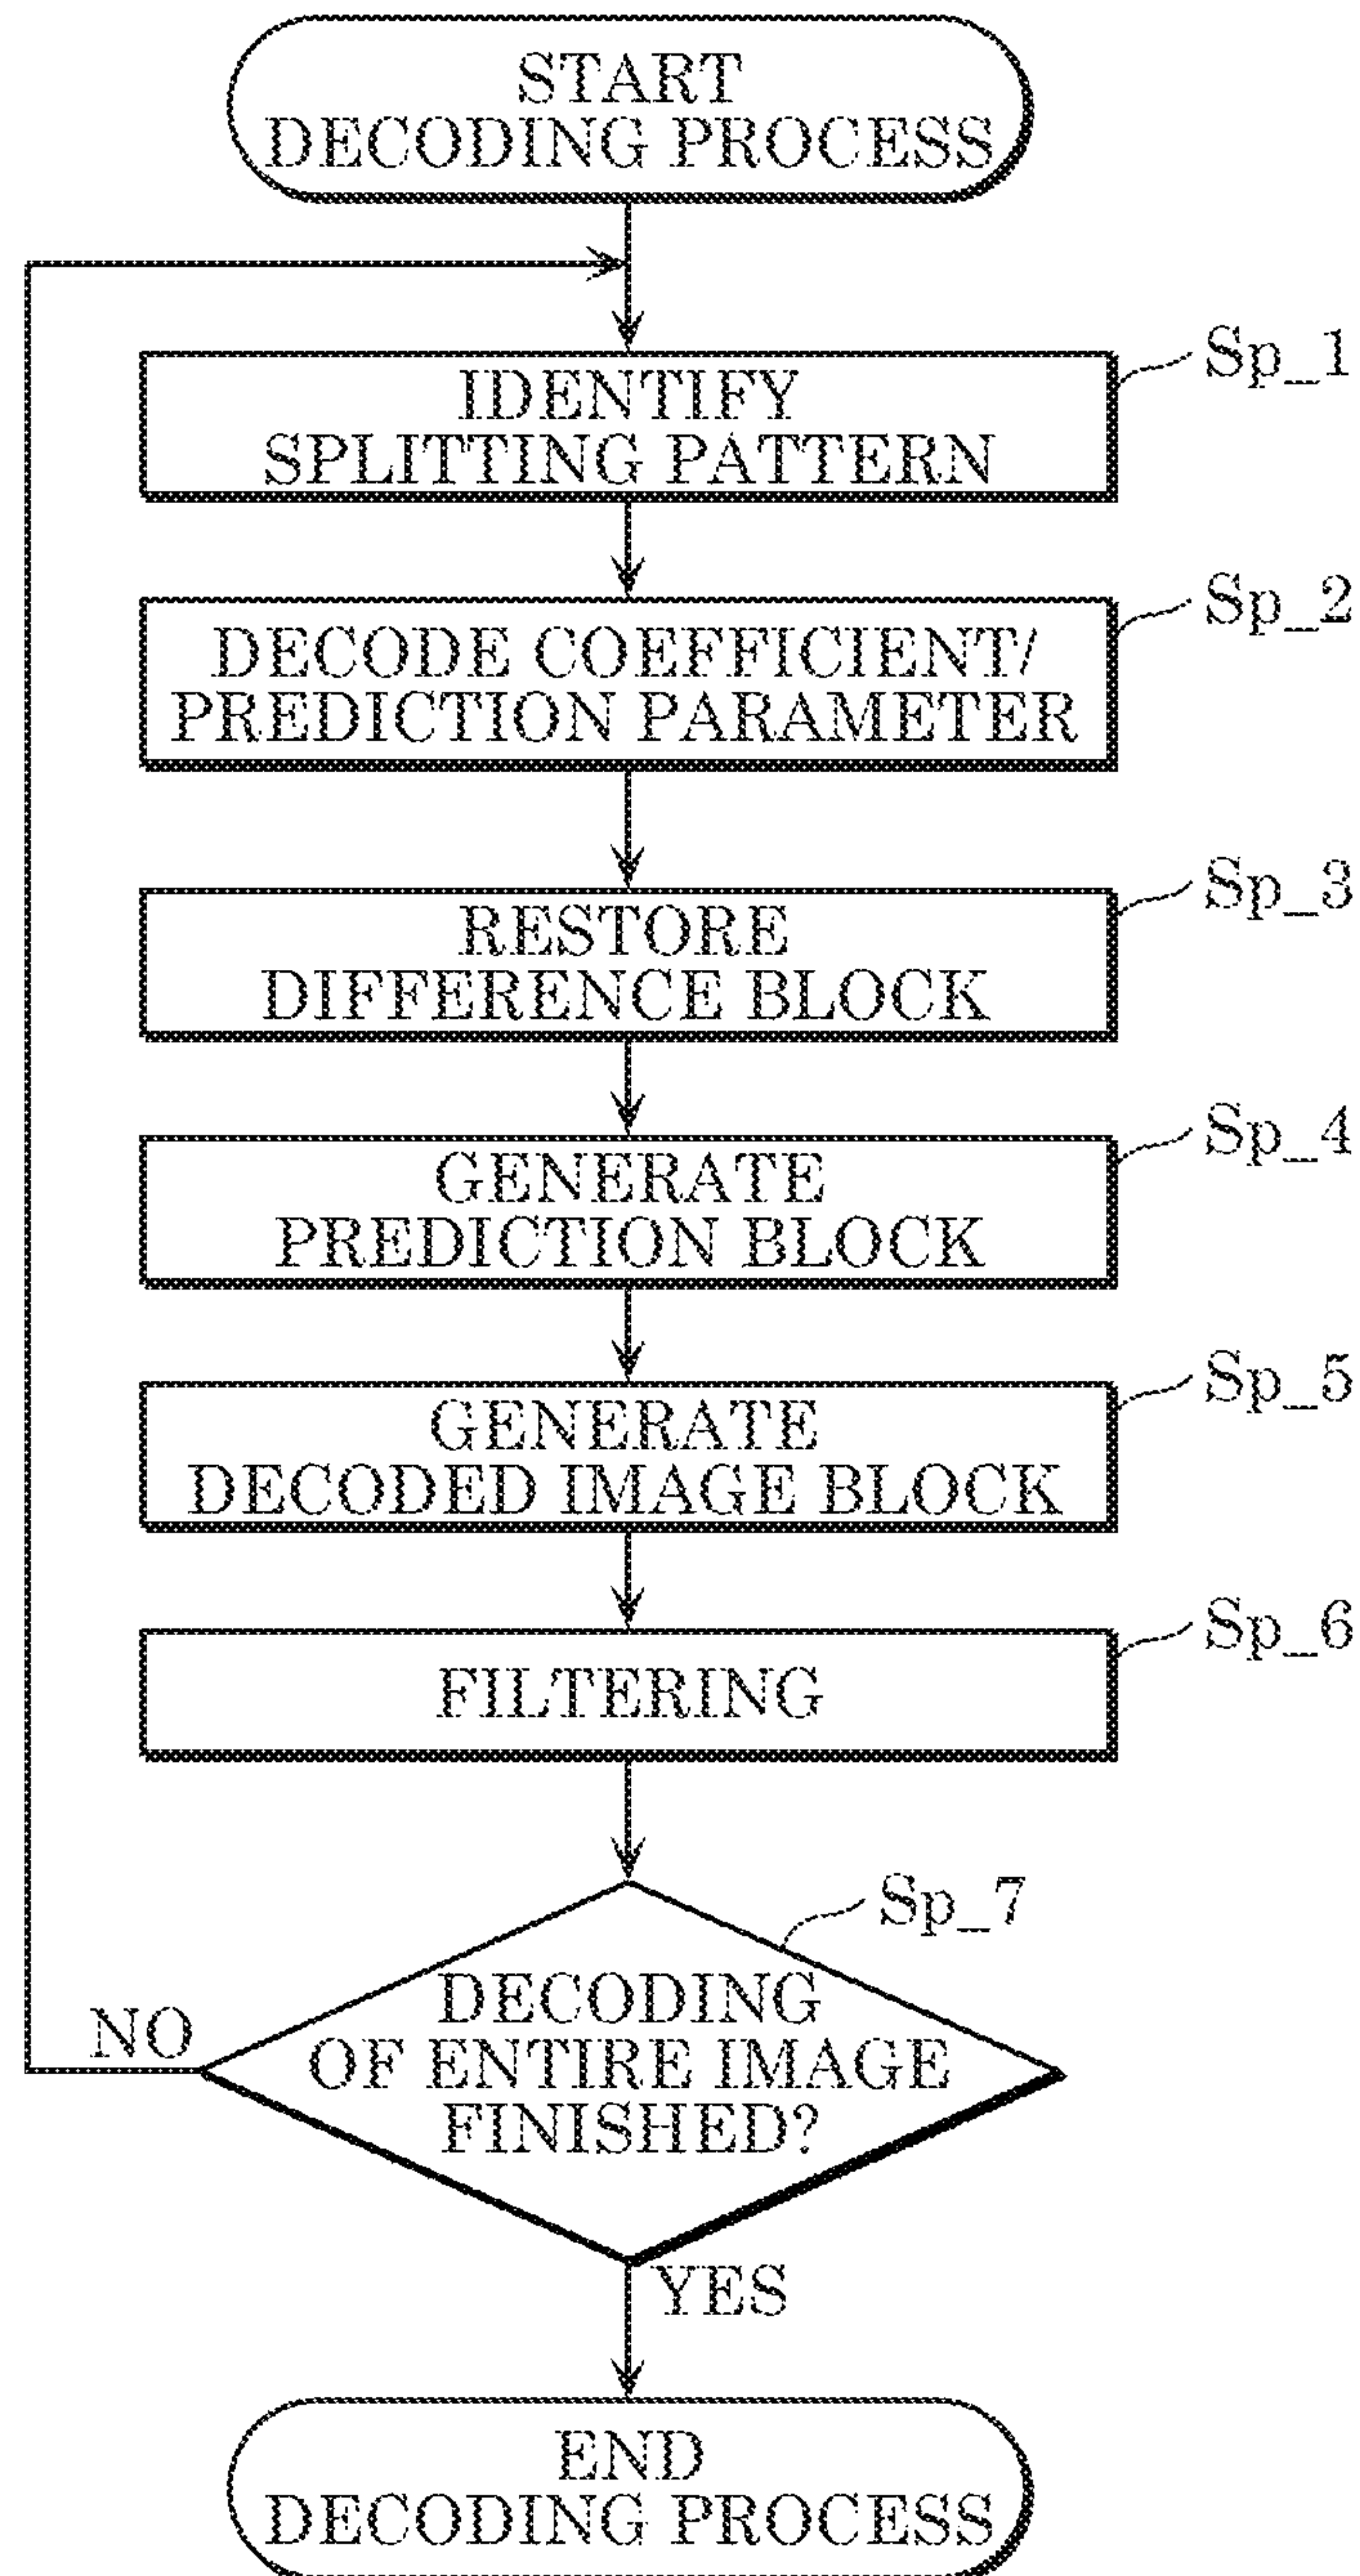 START
DECODING PROCESS
Sp_1
IDENTIFY
SPLITTING PATTERN
Sp_2
DECODE COEFFICIENT/
PREDICTION PARAMETER
Sp_3
RESTORE
DIFFERENCE BLOCK
Sp_4
GENERATE
PREDICTION BLOCK
Sp_5
GENERATE
DECODED IMAGE BLOCK
Sp_6
FILTERING
Sp_7
DECODING
OF ENTIRE IMAGE
FINISHED?
NO
YES
END
DECODING PROCESS